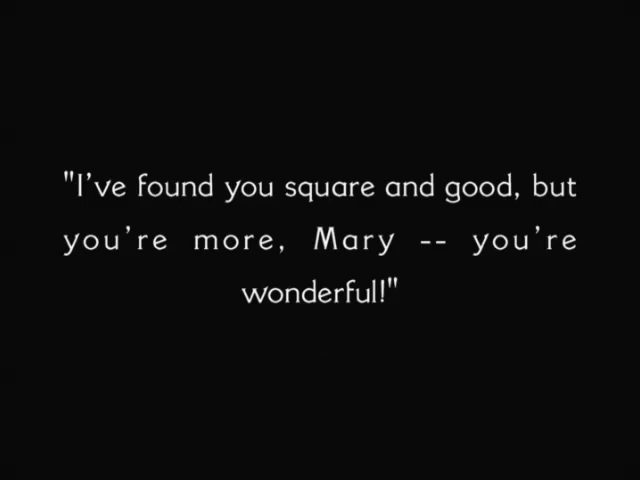 "I've found you square and good, but
you're more, Mary -- you're
wonderful!"